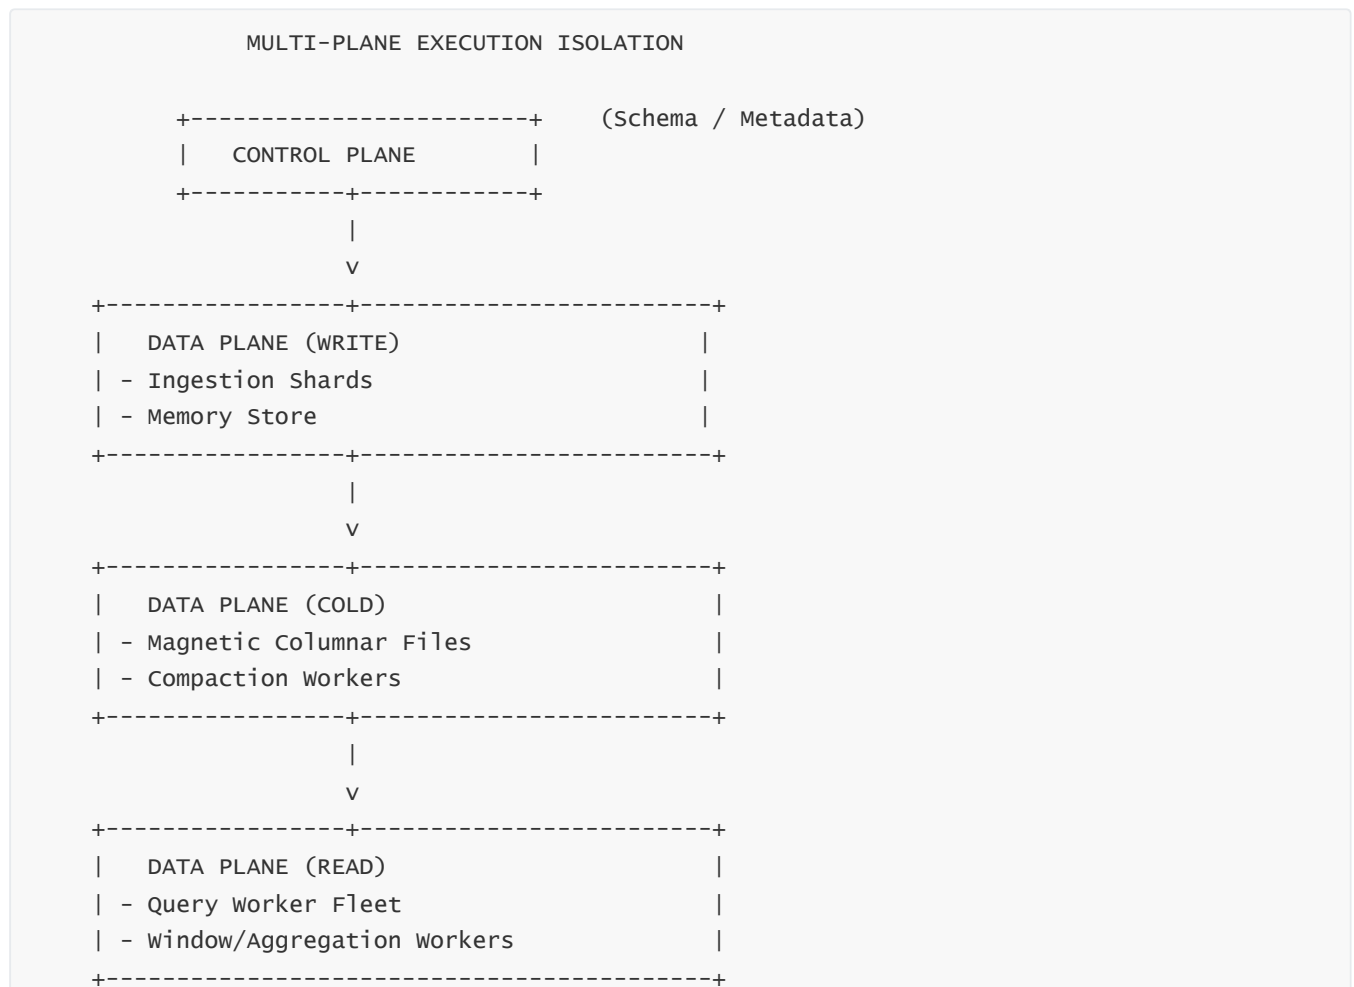 MULTI-PLANE EXECUTION ISOLATION
+------------------------+    (Schema / Metadata)
|   CONTROL PLANE        |
+-----------+------------+
|
v
+-----------------+-------------------------+
|   DATA PLANE (WRITE)                     |
| - Ingestion Shards                       |
| - Memory Store                           |
+-----------------+-------------------------+
|
v
+-----------------+-------------------------+
|   DATA PLANE (COLD)                       |
| - Magnetic Columnar Files                 |
| - Compaction Workers                      |
+-----------------+-------------------------+
|
v
+-----------------+-------------------------+
|   DATA PLANE (READ)                       |
| - Query Worker Fleet                      |
| - Window/Aggregation Workers              |
+-------------------------------------------+